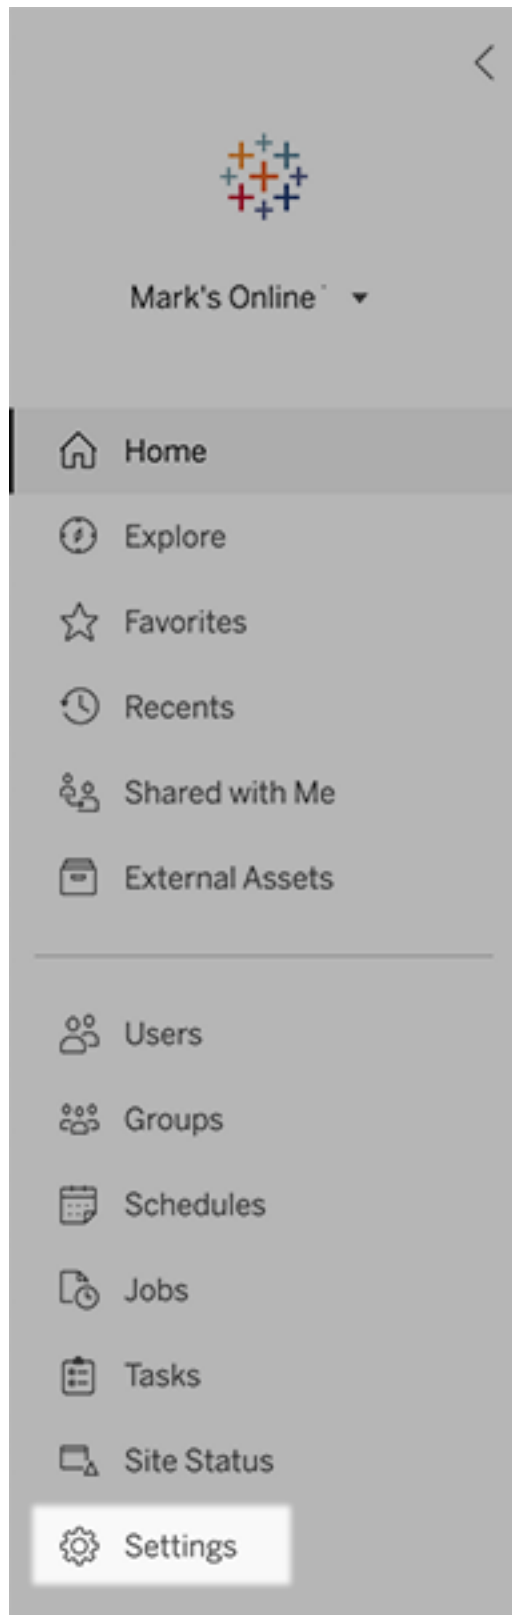 Mark's Online
Home
Explore
Favorites
Recents
Shared with Me
External Assets
Users
Groups
Schedules
Jobs
Tasks
Site Status
Settings